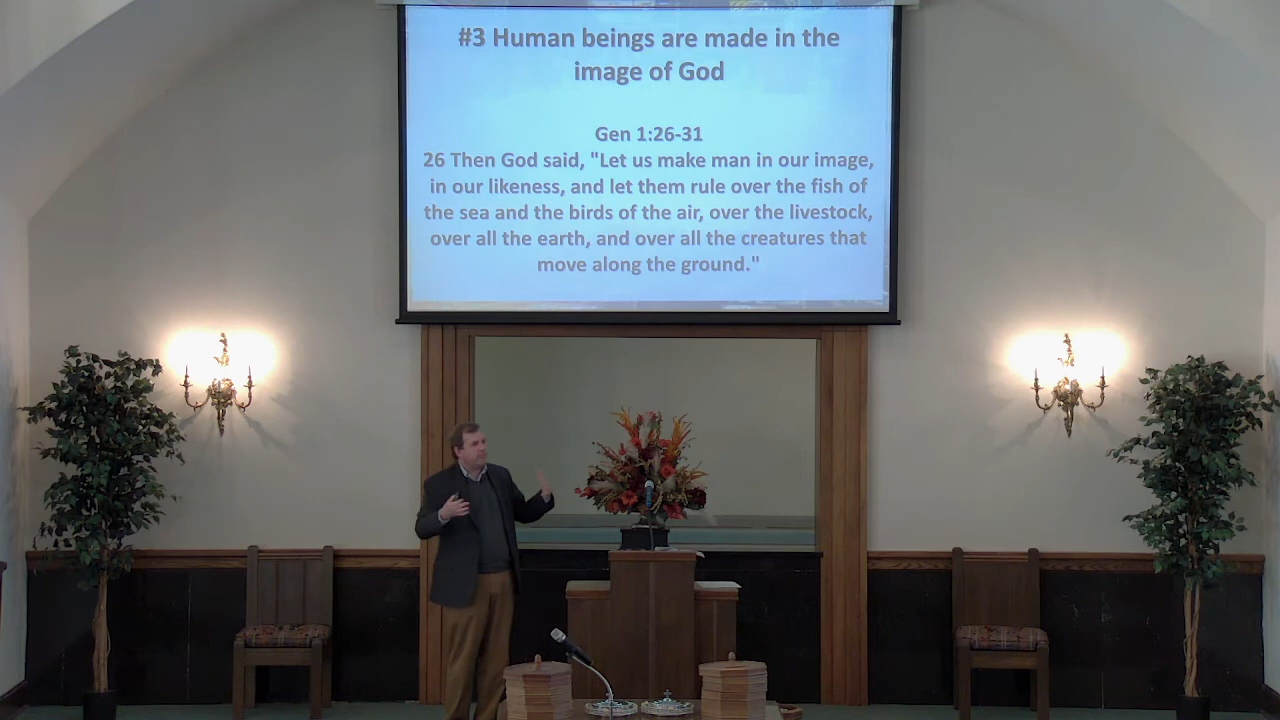 #3 Human beings are made in the
image of God
Gen 1:26-31
26 Then God said, "Let us make man in our image,
in our likeness, and let them rule over the fish of
the sea and the birds of the air, over the livestock,
over all the earth, and over all the creatures that
move along the ground."